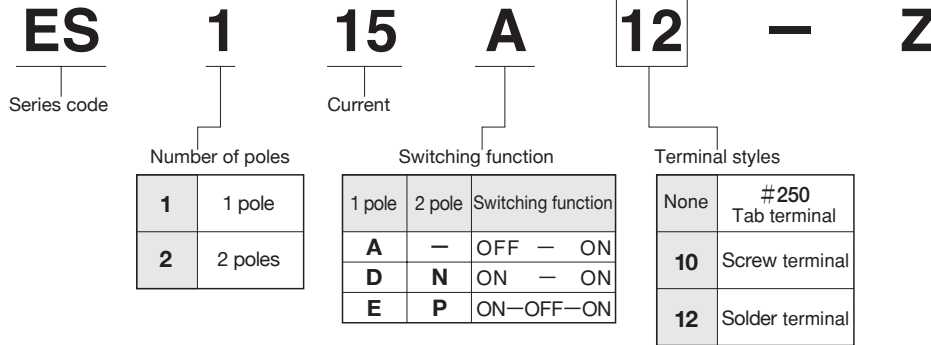 ES 1 15 A 12 — Z
Series code
Current
Number of poles
1 1 pole
2 2 poles
Switching function
1 pole 2 pole Switching function
A — OFF — ON
D N ON — ON
E P ON—OFF—ON
Terminal styles
None #250 Tab terminal
10 Screw terminal
12 Solder terminal